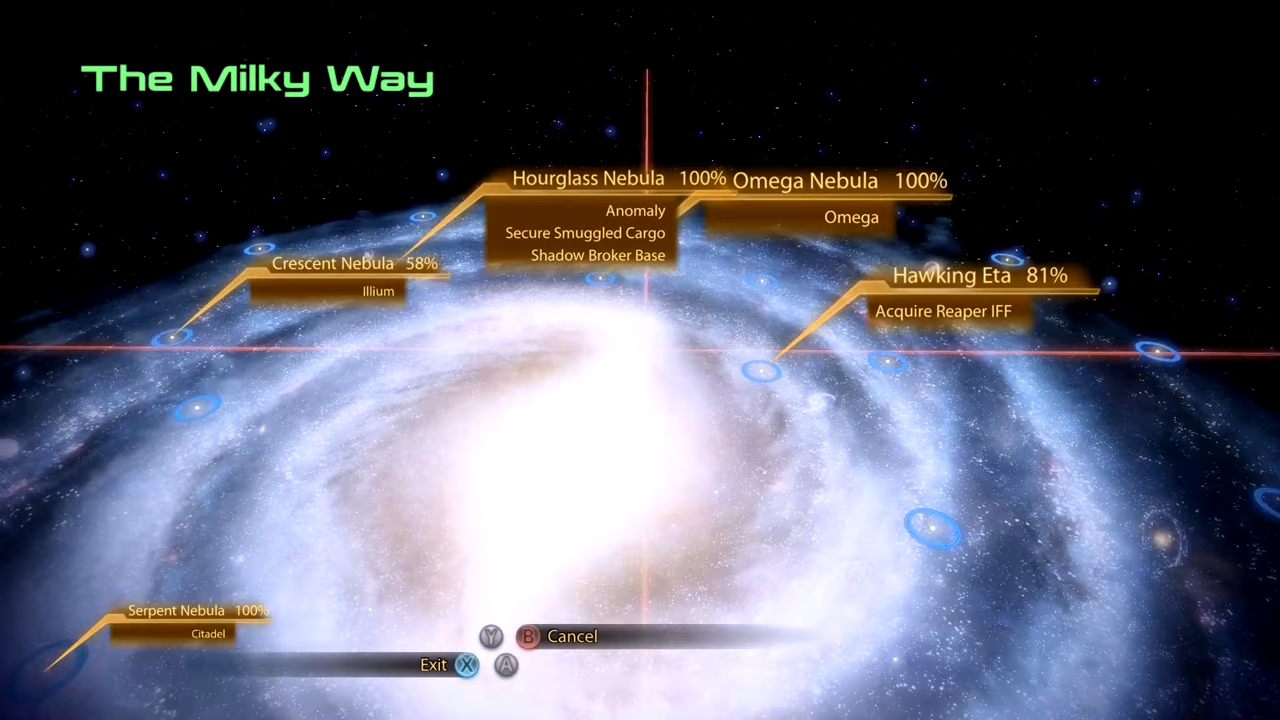 The Milky Way
Hourglass Nebula 100%
Anomaly
Secure Smuggled Cargo
Shadow Broker Base
Omega Nebula 100%
Omega
Crescent Nebula 58%
Illium
Hawking Eta 81%
Acquire Reaper IFF
Serpent Nebula 100%
Citadel
Y B Cancel
Exit X A